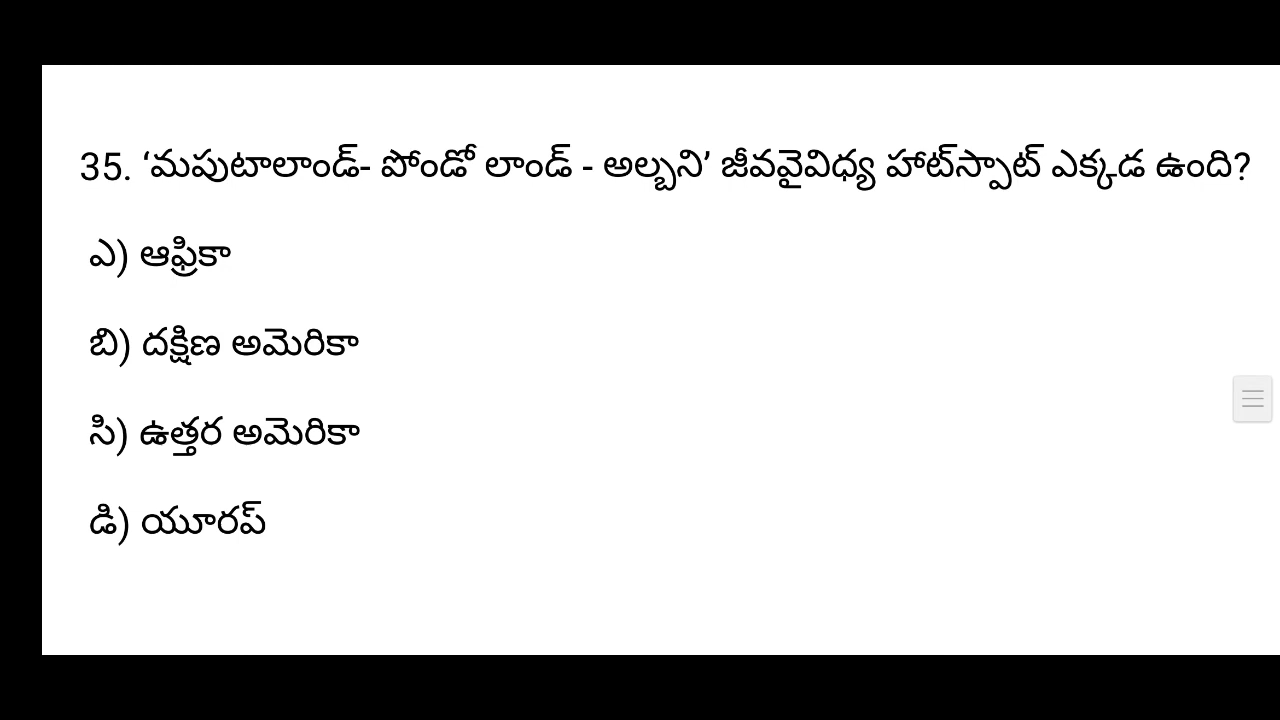 35. ‘మపుటాలాండ్- పోండో లాండ్ - అల్బని’ జీవవైవిధ్య హాట్‌స్పాట్ ఎక్కడ ఉంది?
ఎ) ఆఫ్రికా
బి) దక్షిణ అమెరికా
సి) ఉత్తర అమెరికా
డి) యూరప్